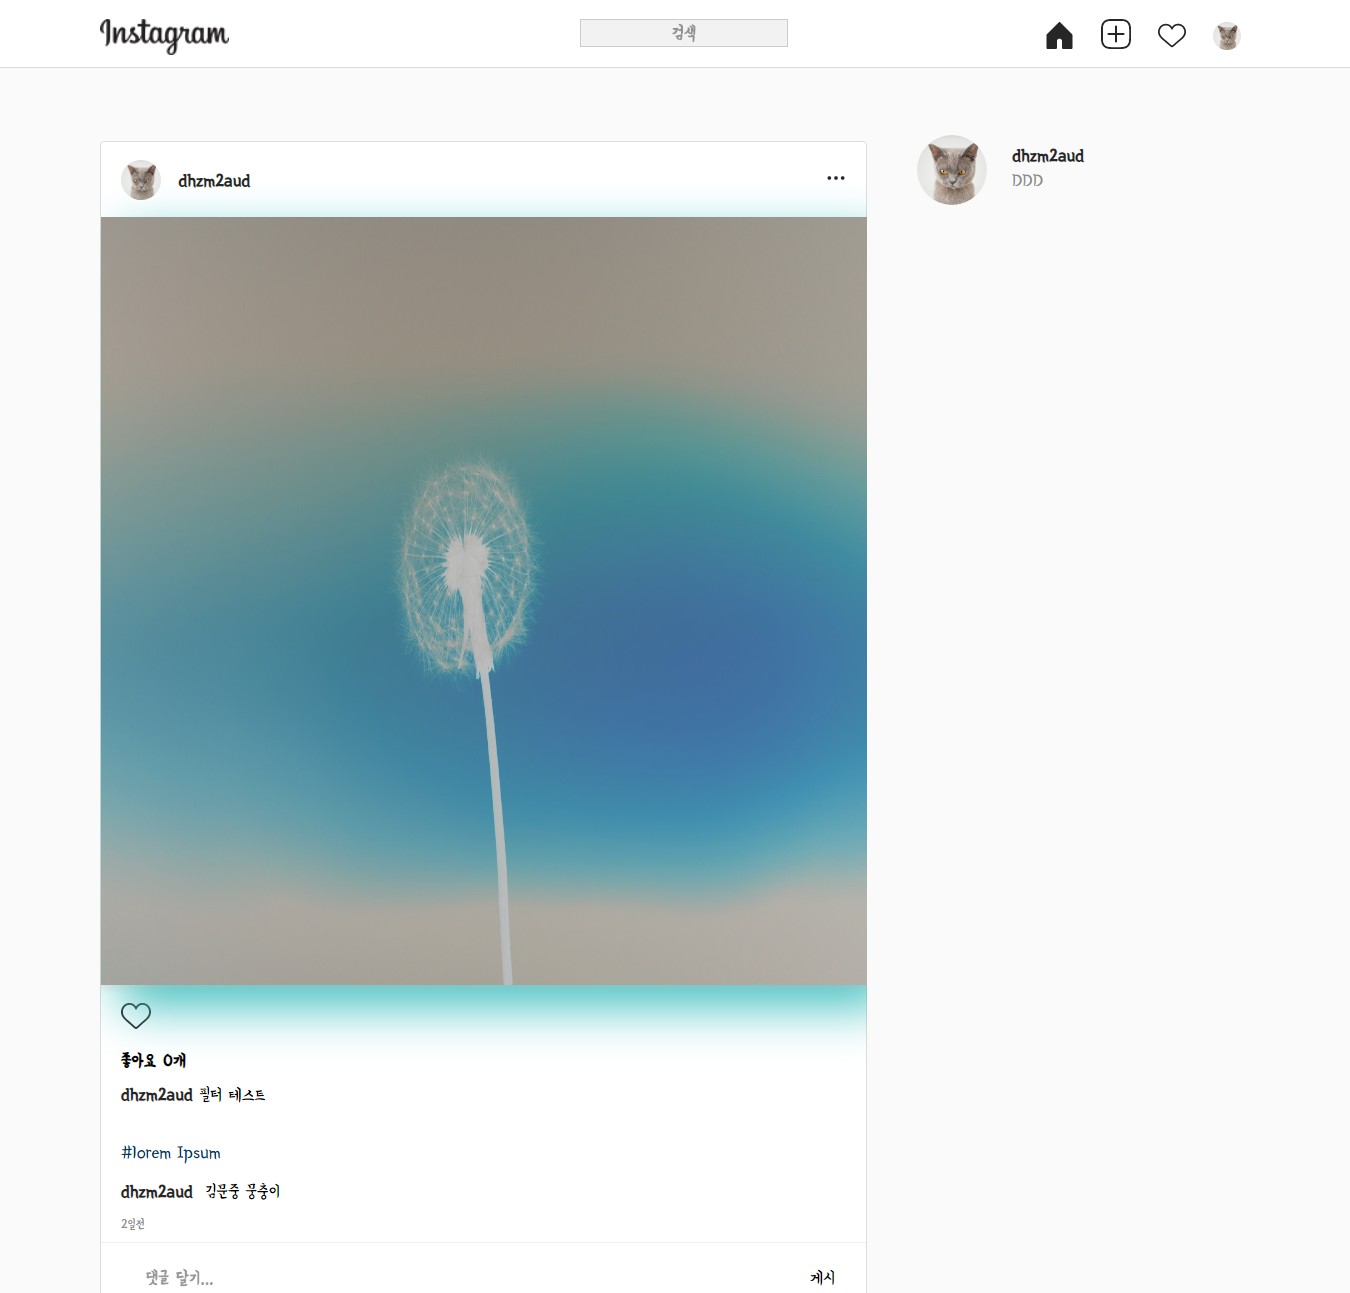 Instagram
검색
dhzm2aud
dhzm2aud
DDD
좋아요 0개
dhzm2aud 필터 테스트
#lorem Ipsum
dhzm2aud 김문중 뭉충이
2일전
댓글 달기...
게시